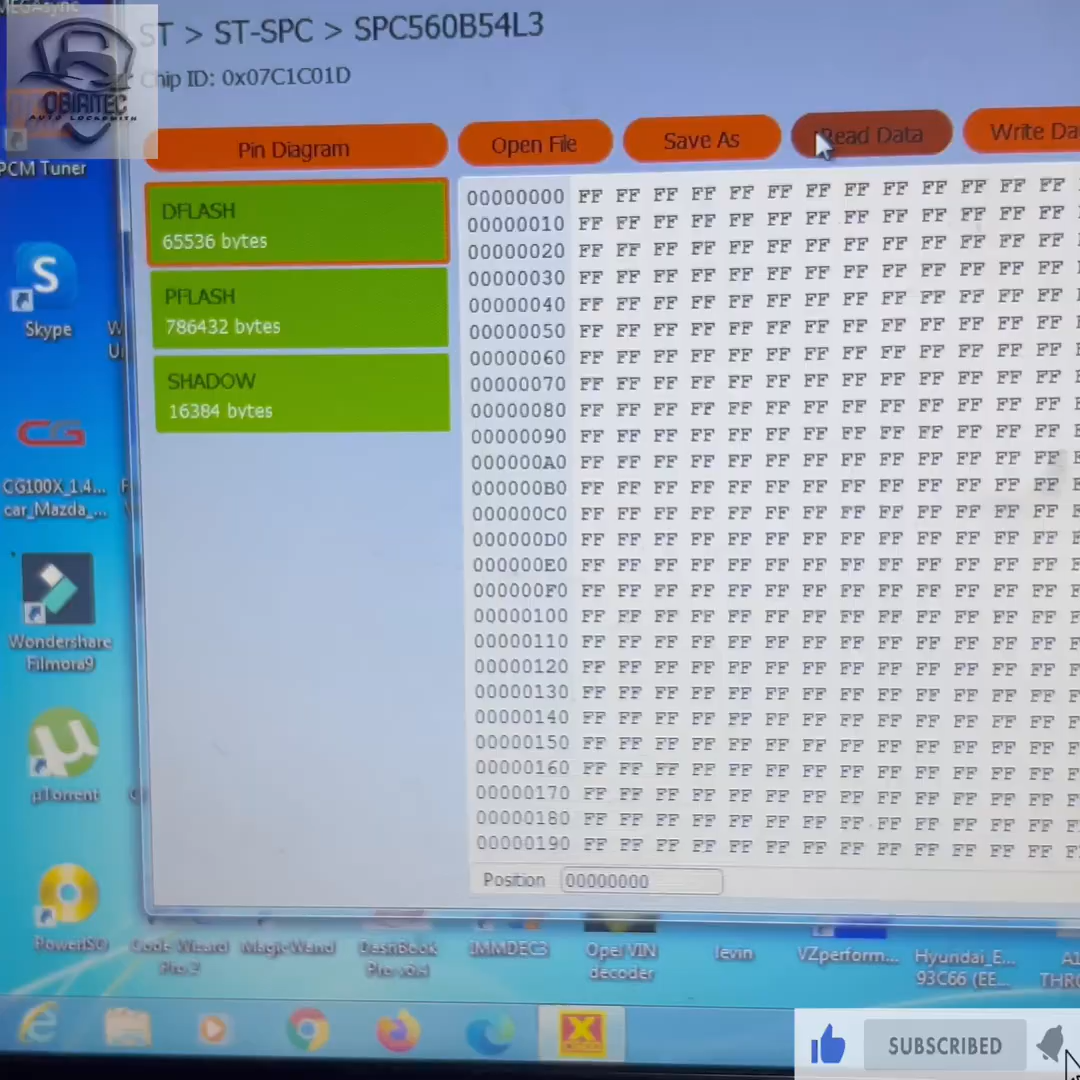 MEGAsync
ST > ST-SPC > SPC560B54L3
Chip ID: 0x07C1C01D
OBIRITEC
AUTO LOCKSMITH
Pin Diagram
Open File
Save As
Read Data
Write Da
PCM Tuner
DFLASH
65536 bytes
PFLASH
786432 bytes
SHADOW
16384 bytes
00000000 FF FF FF FF FF FF FF FF FF FF FF FF FF
00000010 FF FF FF FF FF FF FF FF FF FF FF FF FF
00000020 FF FF FF FF FF FF FF FF FF FF FF FF FF
00000030 FF FF FF FF FF FF FF FF FF FF FF FF FF
00000040 FF FF FF FF FF FF FF FF FF FF FF FF FF
00000050 FF FF FF FF FF FF FF FF FF FF FF FF FF
00000060 FF FF FF FF FF FF FF FF FF FF FF FF FF
00000070 FF FF FF FF FF FF FF FF FF FF FF FF FF
00000080 FF FF FF FF FF FF FF FF FF FF FF FF FF
00000090 FF FF FF FF FF FF FF FF FF FF FF FF FF
000000A0 FF FF FF FF FF FF FF FF FF FF FF FF FF
000000B0 FF FF FF FF FF FF FF FF FF FF FF FF FF
000000C0 FF FF FF FF FF FF FF FF FF FF FF FF FF
000000D0 FF FF FF FF FF FF FF FF FF FF FF FF FF
000000E0 FF FF FF FF FF FF FF FF FF FF FF FF FF
000000F0 FF FF FF FF FF FF FF FF FF FF FF FF FF
00000100 FF FF FF FF FF FF FF FF FF FF FF FF FF
00000110 FF FF FF FF FF FF FF FF FF FF FF FF FF
00000120 FF FF FF FF FF FF FF FF FF FF FF FF FF
00000130 FF FF FF FF FF FF FF FF FF FF FF FF FF
00000140 FF FF FF FF FF FF FF FF FF FF FF FF FF
00000150 FF FF FF FF FF FF FF FF FF FF FF FF FF
00000160 FF FF FF FF FF FF FF FF FF FF FF FF FF
00000170 FF FF FF FF FF FF FF FF FF FF FF FF FF
00000180 FF FF FF FF FF FF FF FF FF FF FF FF FF
00000190 FF FF FF FF FF FF FF FF FF FF FF FF FF
Position 00000000
S
Skype
CG
CG100X_1.4...
car_Mazda_...
Wondershare
Filmora9
µ
µTorrent
PowerISO
Code Wizard
Pro 2
MagicWand
DashBook
IMMDEC3
Opel VIN
decoder
levin
VZperform...
Hyundai_E...
93C66 (EE...
A1
THRO
X
SUBSCRIBED